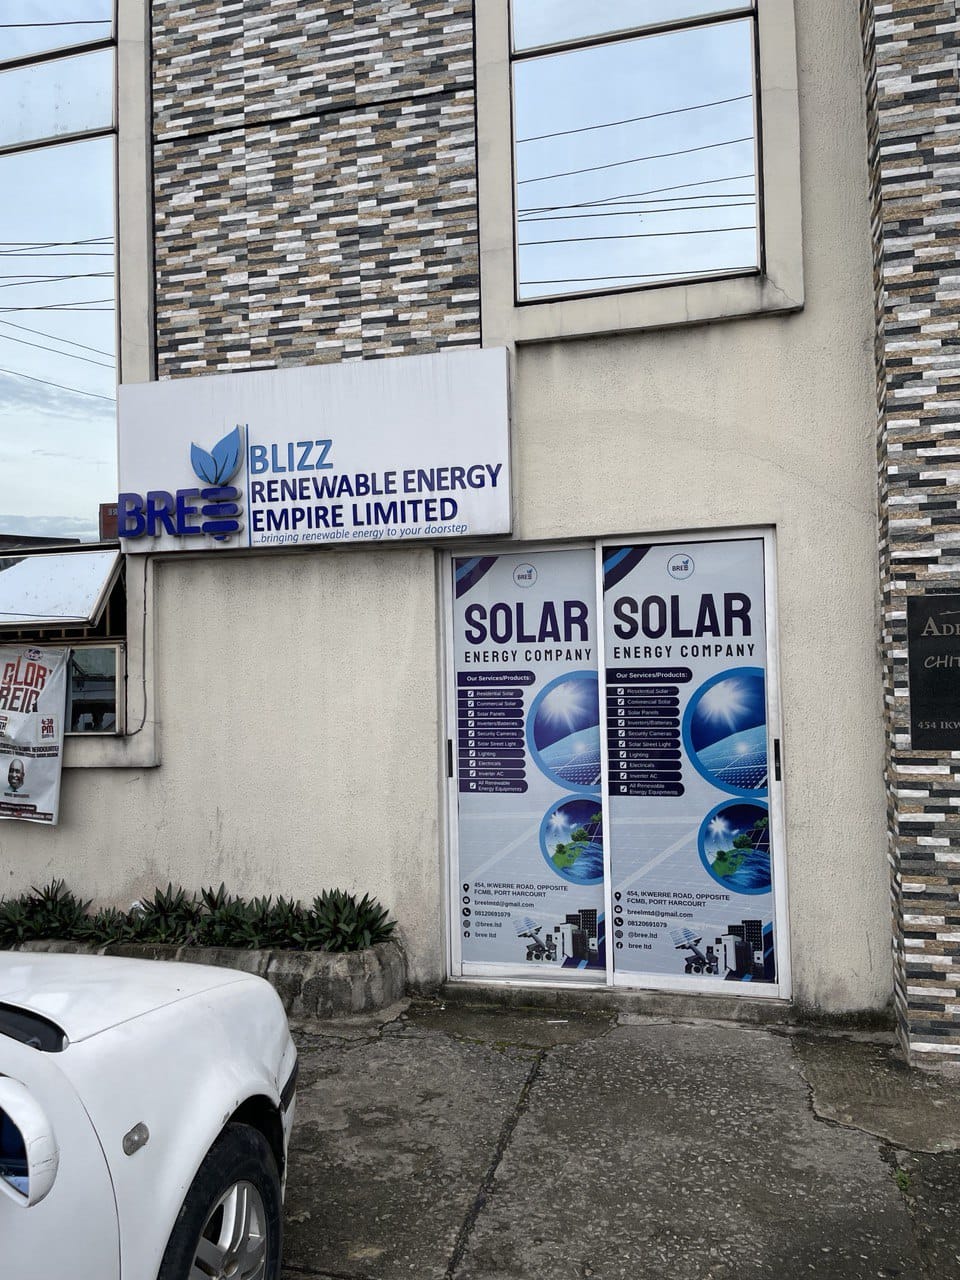 BREE
BLIZZ
RENEWABLE ENERGY
EMPIRE LIMITED
...bringing renewable energy to your doorstep
BREE
SOLAR
ENERGY COMPANY
Our Services/Products:
Residential Solar
Commercial Solar
Solar Panels
Inverters/Batteries
Security Cameras
Solar Street Light
Lighting
Electricals
Inverter AC
All Renewable
Energy Equipments
454, IKWERRE ROAD, OPPOSITE
FCMB, PORT HARCOURT
breelmtd@gmail.com
08120691079
@bree.ltd
bree ltd
BREE
SOLAR
ENERGY COMPANY
Our Services/Products:
Residential Solar
Commercial Solar
Solar Panels
Inverters/Batteries
Security Cameras
Solar Street Light
Lighting
Electricals
Inverter AC
All Renewable
Energy Equipments
454, IKWERRE ROAD, OPPOSITE
FCMB, PORT HARCOURT
breelmtd@gmail.com
08120691079
@bree.ltd
bree ltd
4:30
PM
454 IKW